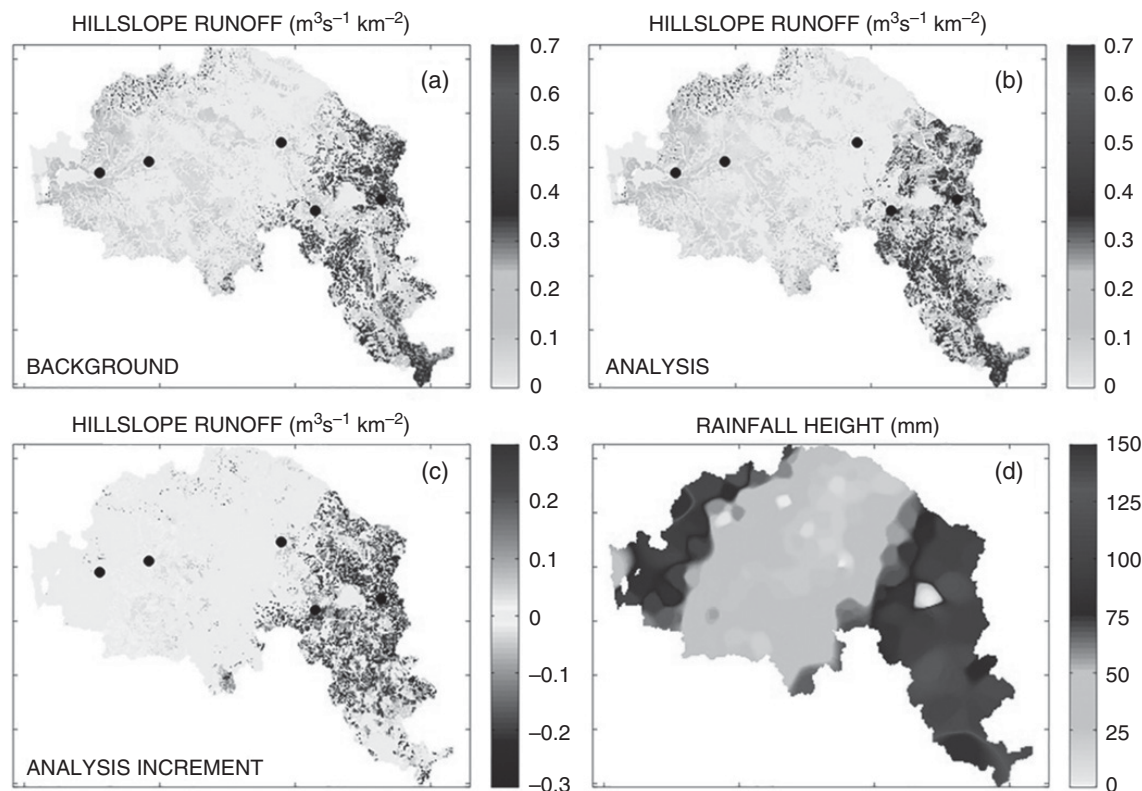 HILLSLOPE RUNOFF (m³s⁻¹ km⁻²)
(a)
0.7
0.6
0.5
0.4
0.3
0.2
0.1
0
BACKGROUND
HILLSLOPE RUNOFF (m³s⁻¹ km⁻²)
(b)
0.7
0.6
0.5
0.4
0.3
0.2
0.1
0
ANALYSIS
HILLSLOPE RUNOFF (m³s⁻¹ km⁻²)
(c)
0.3
0.2
0.1
0
−0.1
−0.2
−0.3
ANALYSIS INCREMENT
RAINFALL HEIGHT (mm)
(d)
150
100
75
50
25
0